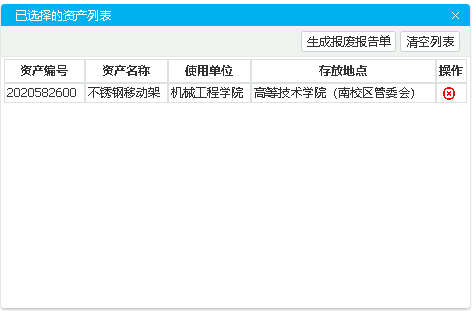 已选择的资产列表
生成报废报告单 清空列表
资产编号 资产名称 使用单位 存放地点 操作
2020582600 不锈钢移动架 机械工程学院 高等技术学院（南校区管委会）